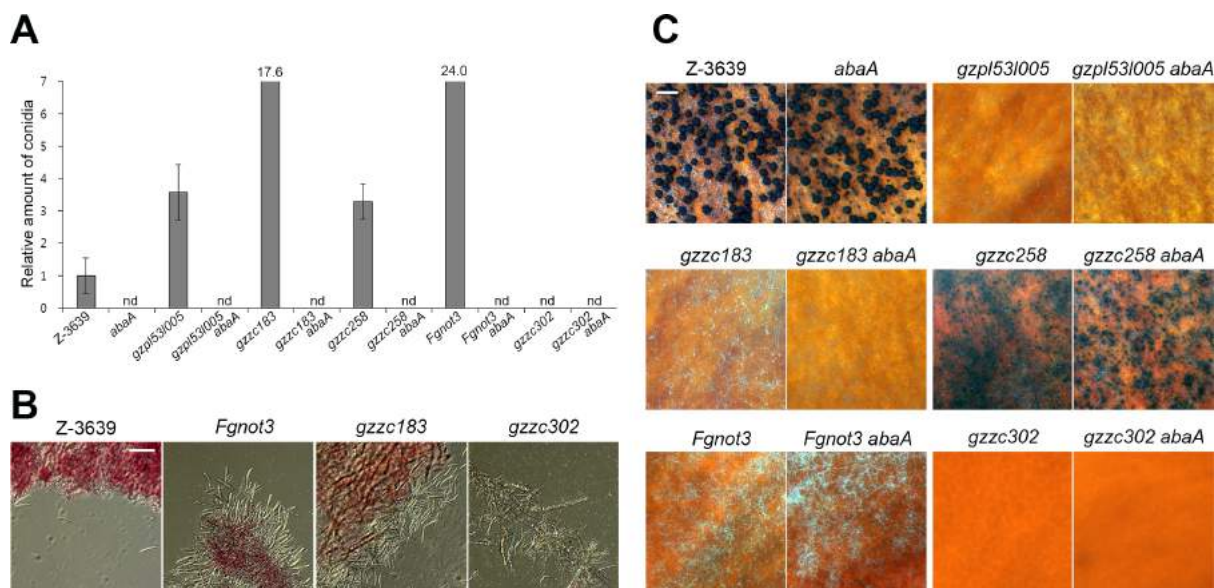 A
Relative amount of conidia
7
6
5
4
3
2
1
0
17.6
24.0
nd
nd
nd
nd
nd
nd
nd
Z-3639
abaA
gzpl53l005
gzpl53l005 abaA
gzzc183
gzzc183 abaA
gzzc258
gzzc258 abaA
Fgnot3
Fgnot3 abaA
gzzc302
gzzc302 abaA
B
Z-3639
Fgnot3
gzzc183
gzzc302
C
Z-3639
abaA
gzpl53l005
gzpl53l005 abaA
gzzc183
gzzc183 abaA
gzzc258
gzzc258 abaA
Fgnot3
Fgnot3 abaA
gzzc302
gzzc302 abaA